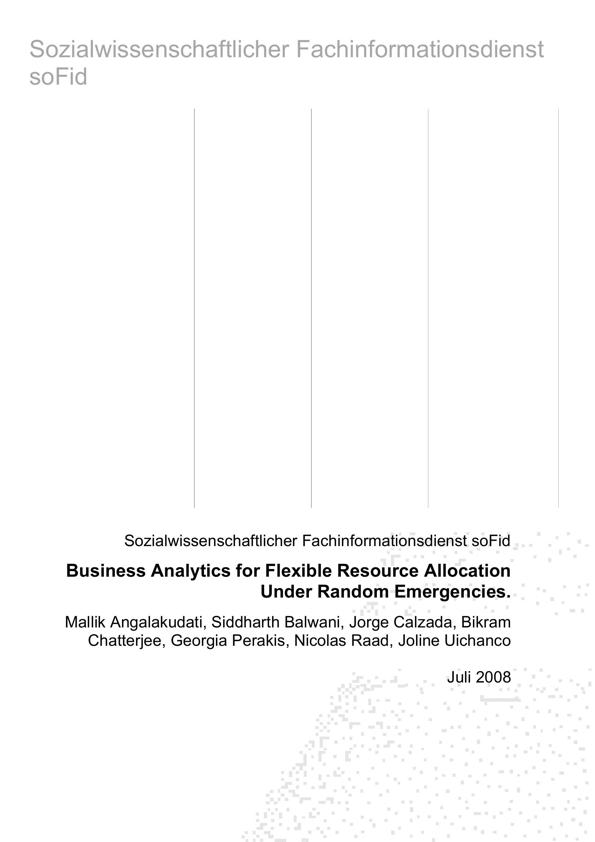 Sozialwissenschaftlicher Fachinformationsdienst
soFid
Sozialwissenschaftlicher Fachinformationsdienst soFid
Business Analytics for Flexible Resource Allocation
Under Random Emergencies.
Mallik Angalakudati, Siddharth Balwani, Jorge Calzada, Bikram
Chatterjee, Georgia Perakis, Nicolas Raad, Joline Uichanco
Juli 2008